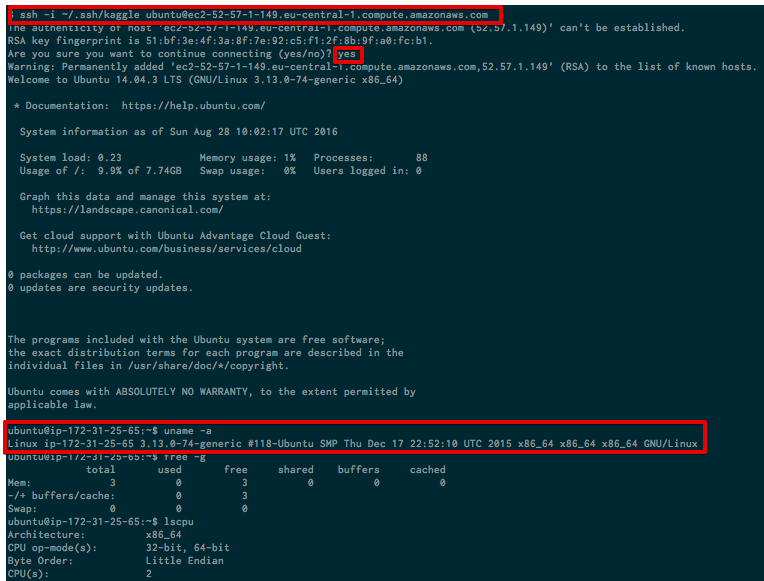 $ ssh -i ~/.ssh/kaggle ubuntu@ec2-52-57-1-149.eu-central-1.compute.amazonaws.com
The authenticity of host 'ec2-52-57-1-149.eu-central-1.compute.amazonaws.com (52.57.1.149)' can't be established.
RSA key fingerprint is 51:bf:3e:4f:3a:8f:7e:92:c5:f1:2f:8b:9f:a0:fc:b1.
Are you sure you want to continue connecting (yes/no)? yes
Warning: Permanently added 'ec2-52-57-1-149.eu-central-1.compute.amazonaws.com,52.57.1.149' (RSA) to the list of known hosts.
Welcome to Ubuntu 14.04.3 LTS (GNU/Linux 3.13.0-74-generic x86_64)
* Documentation:  https://help.ubuntu.com/
System information as of Sun Aug 28 10:02:17 UTC 2016
System load: 0.23 Memory usage: 1% Processes: 88
Usage of /: 9.9% of 7.74GB Swap usage: 0% Users logged in: 0
Graph this data and manage this system at:
https://landscape.canonical.com/
Get cloud support with Ubuntu Advantage Cloud Guest:
http://www.ubuntu.com/business/services/cloud
0 packages can be updated.
0 updates are security updates.
The programs included with the Ubuntu system are free software;
the exact distribution terms for each program are described in the
individual files in /usr/share/doc/*/copyright.
Ubuntu comes with ABSOLUTELY NO WARRANTY, to the extent permitted by
applicable law.
ubuntu@ip-172-31-25-65:~$ uname -a
Linux ip-172-31-25-65 3.13.0-74-generic #118-Ubuntu SMP Thu Dec 17 22:52:10 UTC 2015 x86_64 x86_64 x86_64 GNU/Linux
ubuntu@ip-172-31-25-65:~$ free -g
total used free shared buffers cached
Mem: 3 0 3 0 0 0
-/+ buffers/cache: 0 3
Swap: 0 0 0
ubuntu@ip-172-31-25-65:~$ lscpu
Architecture: x86_64
CPU op-mode(s): 32-bit, 64-bit
Byte Order: Little Endian
CPU(s): 2